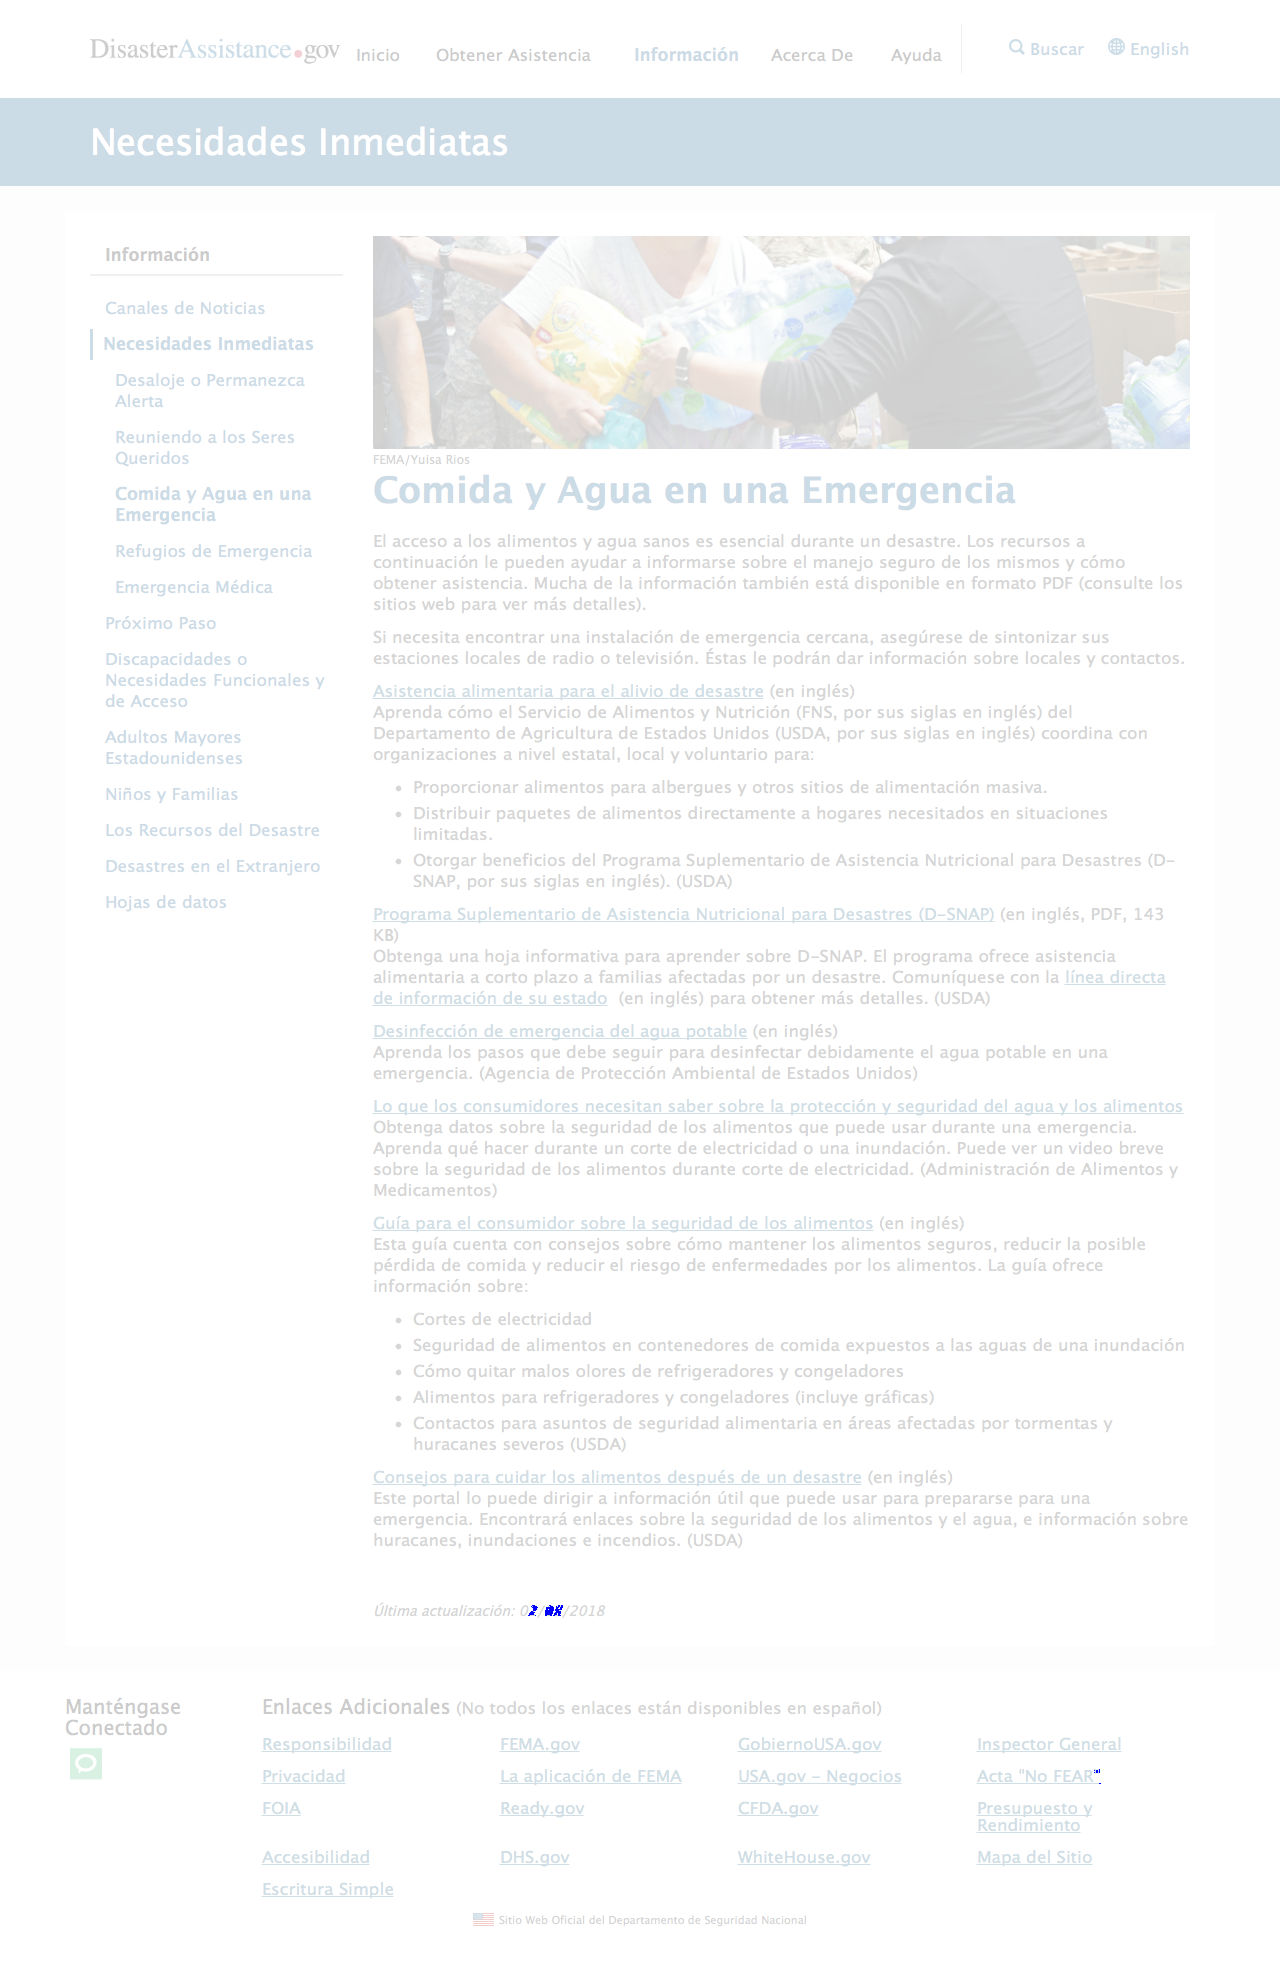 DisasterAssistance.gov
Inicio
Obtener Asistencia
Información
Acerca De
Ayuda
Buscar
English
Necesidades Inmediatas
Información
Canales de Noticias
Necesidades Inmediatas
Desaloje o Permanezca
Alerta
Reuniendo a los Seres
Queridos
Comida y Agua en una
Emergencia
Refugios de Emergencia
Emergencia Médica
Próximo Paso
Discapacidades o
Necesidades Funcionales y
de Acceso
Adultos Mayores
Estadounidenses
Niños y Familias
Los Recursos del Desastre
Desastres en el Extranjero
Hojas de datos
FEMA/Yuisa Rios
Comida y Agua en una Emergencia
El acceso a los alimentos y agua sanos es esencial durante un desastre. Los recursos a
continuación le pueden ayudar a informarse sobre el manejo seguro de los mismos y cómo
obtener asistencia. Mucha de la información también está disponible en formato PDF (consulte los
sitios web para ver más detalles).
Si necesita encontrar una instalación de emergencia cercana, asegúrese de sintonizar sus
estaciones locales de radio o televisión. Éstas le podrán dar información sobre locales y contactos.
Asistencia alimentaria para el alivio de desastre (en inglés)
Aprenda cómo el Servicio de Alimentos y Nutrición (FNS, por sus siglas en inglés) del
Departamento de Agricultura de Estados Unidos (USDA, por sus siglas en inglés) coordina con
organizaciones a nivel estatal, local y voluntario para:
• Proporcionar alimentos para albergues y otros sitios de alimentación masiva.
• Distribuir paquetes de alimentos directamente a hogares necesitados en situaciones
limitadas.
• Otorgar beneficios del Programa Suplementario de Asistencia Nutricional para Desastres (D-
SNAP, por sus siglas en inglés). (USDA)
Programa Suplementario de Asistencia Nutricional para Desastres (D-SNAP) (en inglés, PDF, 143
KB)
Obtenga una hoja informativa para aprender sobre D-SNAP. El programa ofrece asistencia
alimentaria a corto plazo a familias afectadas por un desastre. Comuníquese con la línea directa
de información de su estado (en inglés) para obtener más detalles. (USDA)
Desinfección de emergencia del agua potable (en inglés)
Aprenda los pasos que debe seguir para desinfectar debidamente el agua potable en una
emergencia. (Agencia de Protección Ambiental de Estados Unidos)
Lo que los consumidores necesitan saber sobre la protección y seguridad del agua y los alimentos
Obtenga datos sobre la seguridad de los alimentos que puede usar durante una emergencia.
Aprenda qué hacer durante un corte de electricidad o una inundación. Puede ver un video breve
sobre la seguridad de los alimentos durante corte de electricidad. (Administración de Alimentos y
Medicamentos)
Guía para el consumidor sobre la seguridad de los alimentos (en inglés)
Esta guía cuenta con consejos sobre cómo mantener los alimentos seguros, reducir la posible
pérdida de comida y reducir el riesgo de enfermedades por los alimentos. La guía ofrece
información sobre:
• Cortes de electricidad
• Seguridad de alimentos en contenedores de comida expuestos a las aguas de una inundación
• Cómo quitar malos olores de refrigeradores y congeladores
• Alimentos para refrigeradores y congeladores (incluye gráficas)
• Contactos para asuntos de seguridad alimentaria en áreas afectadas por tormentas y
huracanes severos (USDA)
Consejos para cuidar los alimentos después de un desastre (en inglés)
Este portal lo puede dirigir a información útil que puede usar para prepararse para una
emergencia. Encontrará enlaces sobre la seguridad de los alimentos y el agua, e información sobre
huracanes, inundaciones e incendios. (USDA)
Última actualización:
Manténgase
Conectado
Enlaces Adicionales (No todos los enlaces están disponibles en español)
Responsibilidad
FEMA.gov
GobiernoUSA.gov
Inspector General
Privacidad
La aplicación de FEMA
USA.gov - Negocios
Acta "No FEAR"
FOIA
Ready.gov
CFDA.gov
Presupuesto y
Rendimiento
Accesibilidad
DHS.gov
WhiteHouse.gov
Mapa del Sitio
Escritura Simple
Sitio Web Oficial del Departamento de Seguridad Nacional